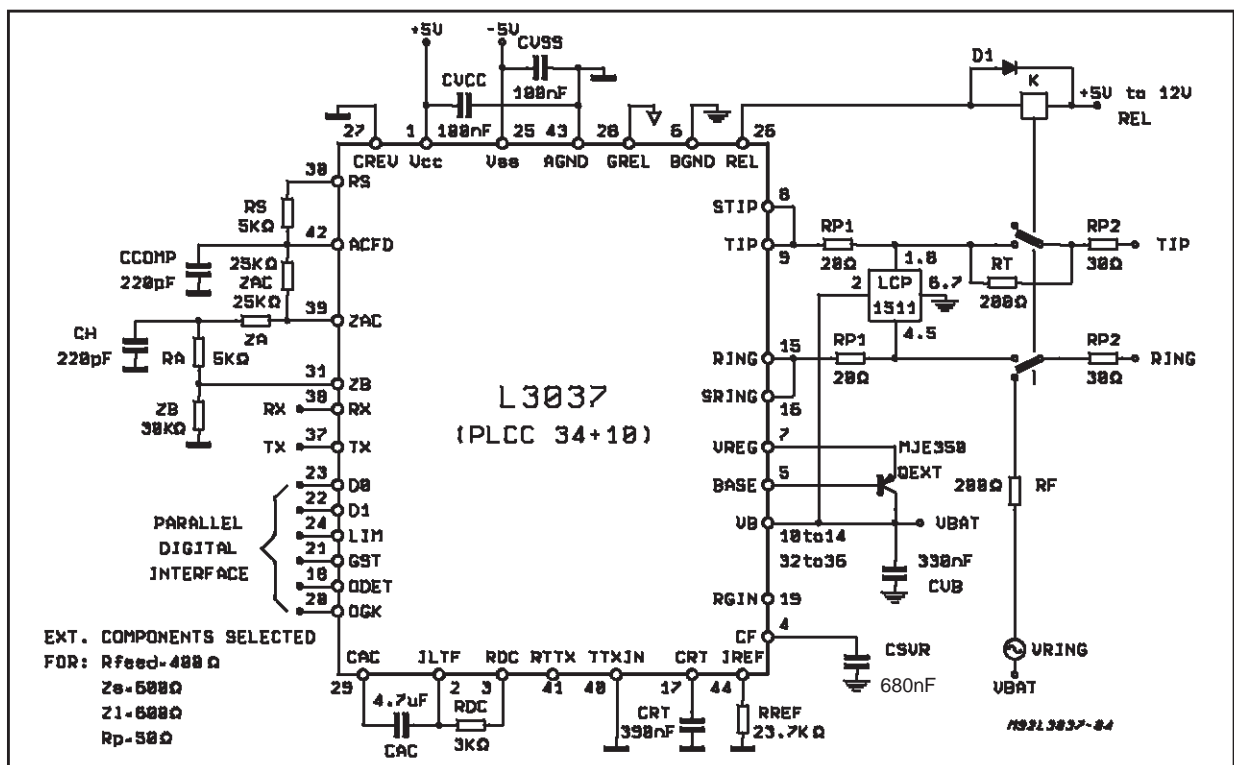 +5V
-5V
CVSS
100nF
CVCC
100nF
D1
K
+5V to 12V
REL
27
1
25
43
28
6
26
CREV
Vcc
Vss
AGND
GREL
BGND
REL
38
RS
RS
5KΩ
42
ACFD
CCOMP
220pF
25KΩ
ZAC
25KΩ
39
ZAC
CH
220pF
ZA
RA
5KΩ
31
ZB
ZB
30KΩ
RX
30
RX
TX
37
TX
23
D0
22
D1
24
LIM
21
GST
18
ODET
20
OGK
PARALLEL
DIGITAL
INTERFACE
L3037
(PLCC 34+10)
STIP
8
TIP
9
RP1
20Ω
1.8
2
LCP
1511
6.7
4.5
RT
200Ω
RP2
30Ω
TIP
RING
15
RP1
20Ω
RP2
30Ω
RING
SRING
16
VREG
7
MJE350
QEXT
BASE
5
VB
VBAT
10to14
32to36
330nF
CVB
RGIN
19
4
CF
CSVR
680nF
200Ω
RF
VRING
VBAT
EXT. COMPONENTS SELECTED
FOR: Rfeed=400Ω
Zs=600Ω
Zl=600Ω
Rp=50Ω
CAC
ILTF
RDC
RTTX
TTXIN
CRT
IREF
29
2
3
41
40
17
44
4.7uF
CAC
RDC
3KΩ
CRT
390nF
RREF
23.7KΩ
M93L3037-04